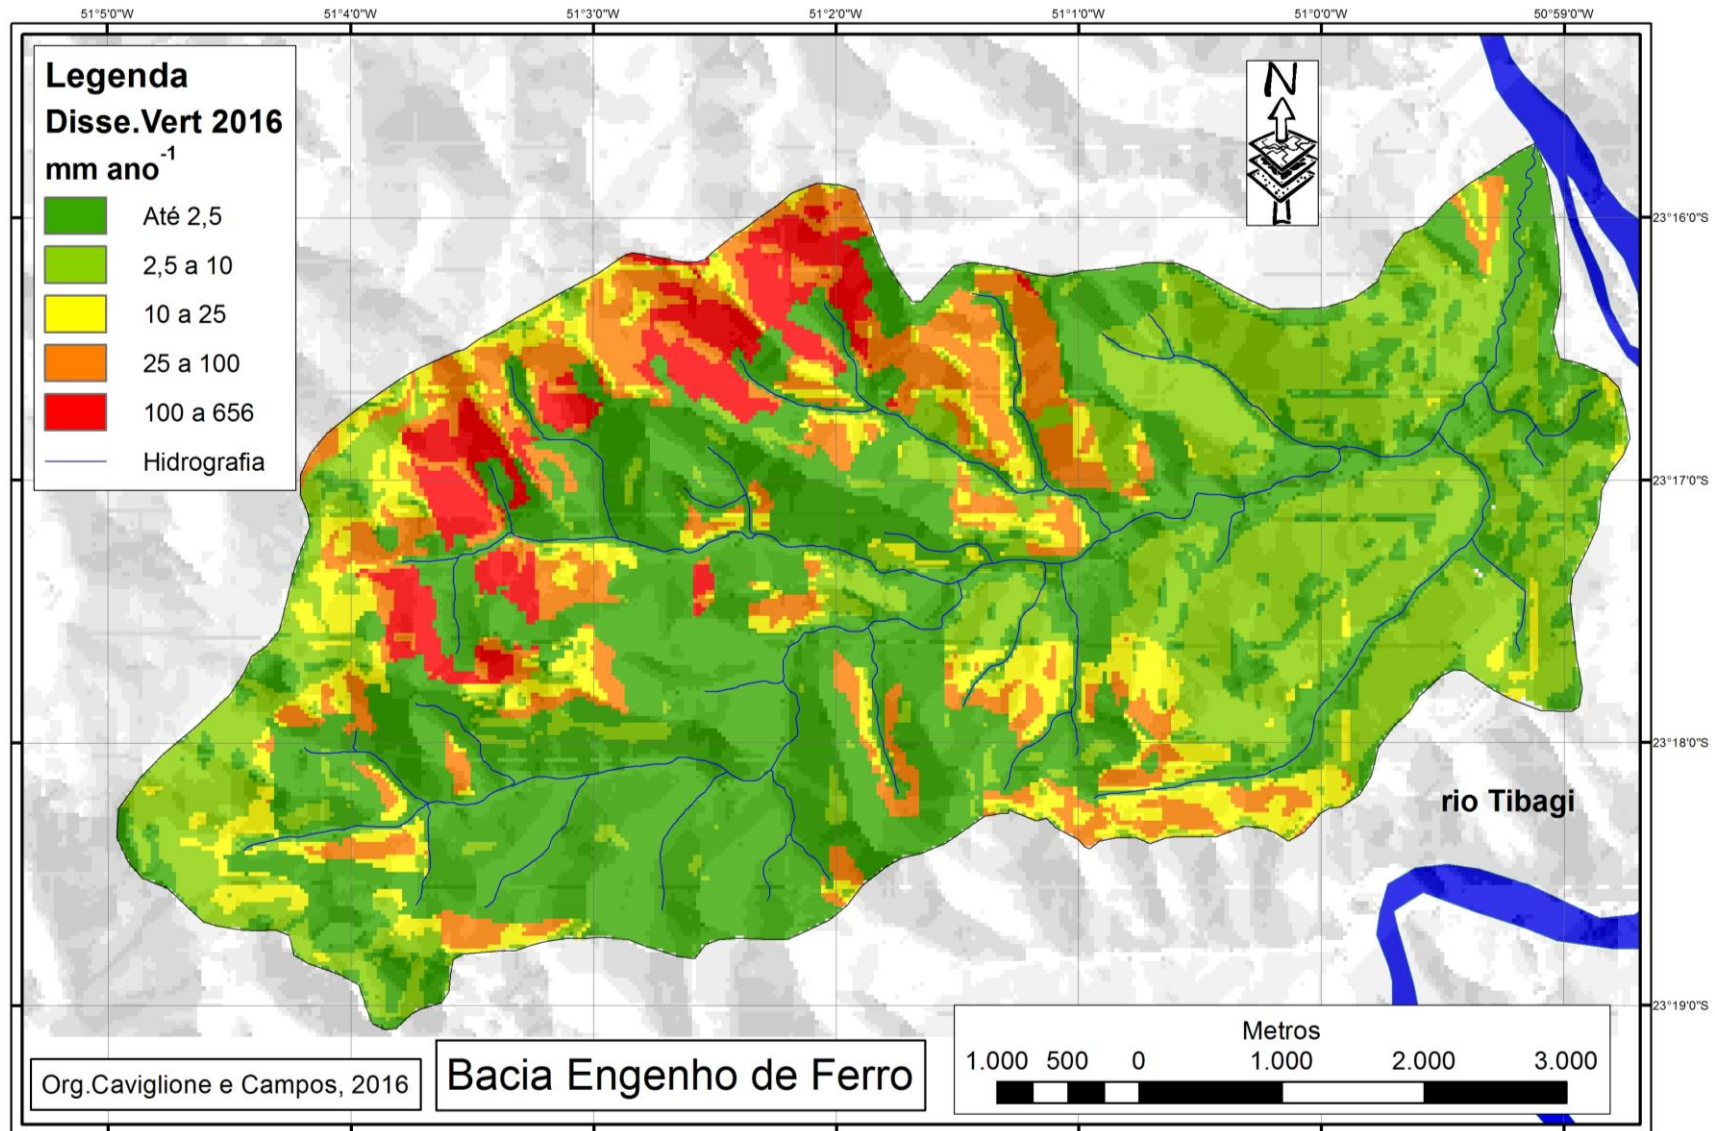 51°5'0"W 51°4'0"W 51°3'0"W 51°2'0"W 51°1'0"W 51°0'0"W 50°59'0"W
Legenda
Disse.Vert 2016
mm ano-1
Até 2,5
2,5 a 10
10 a 25
25 a 100
100 a 656
Hidrografia
N
23°16'0"S
23°17'0"S
23°18'0"S
23°19'0"S
rio Tibagi
Org.Caviglione e Campos, 2016
Bacia Engenho de Ferro
Metros
1.000 500 0 1.000 2.000 3.000